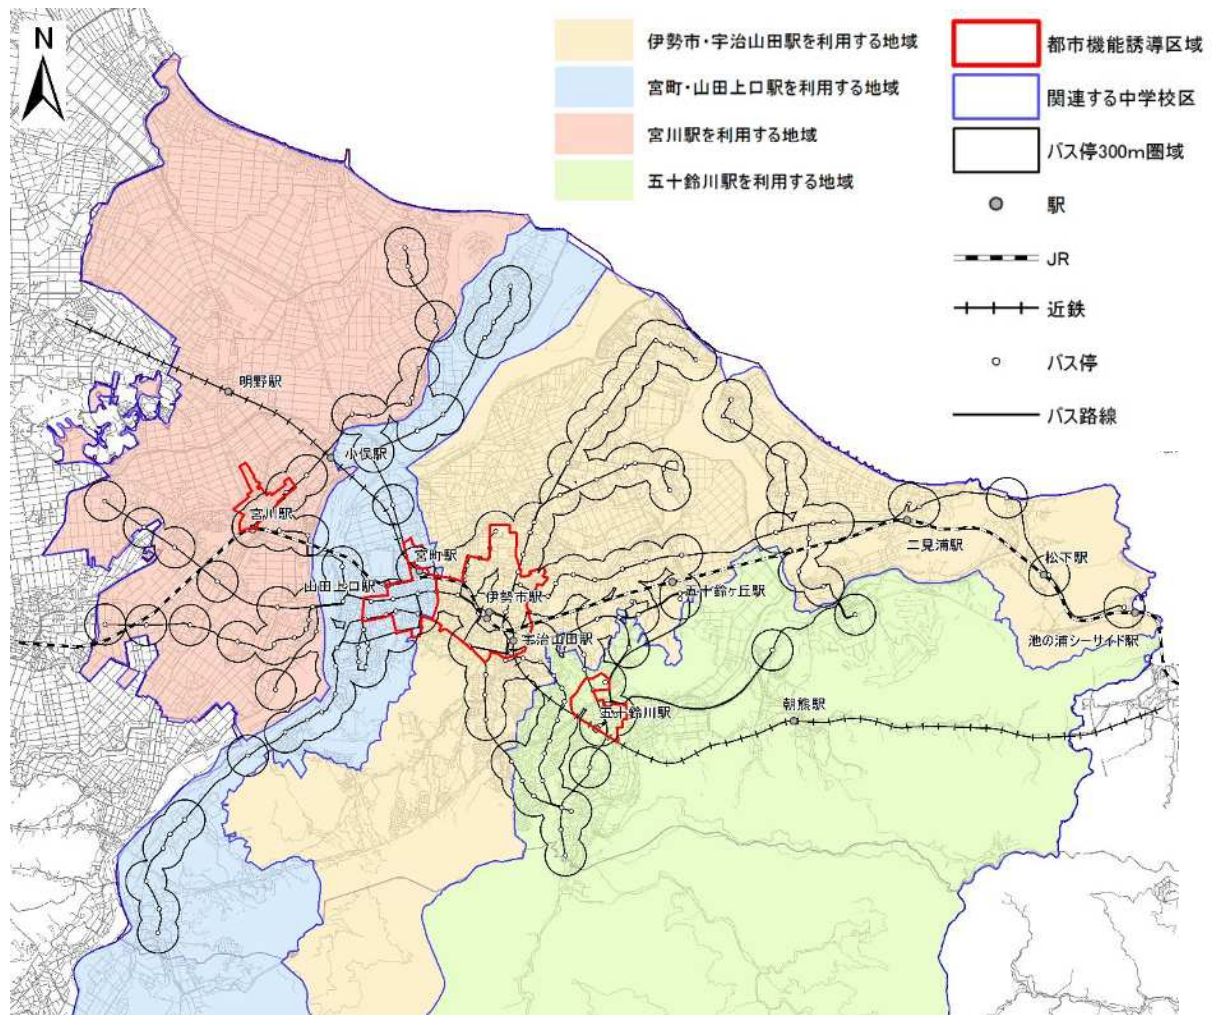 N
伊勢市・宇治山田駅を利用する地域
宮町・山田上口駅を利用する地域
宮川駅を利用する地域
五十鈴川駅を利用する地域
都市機能誘導区域
関連する中学校区
バス停300m圏域
駅
JR
近鉄
バス停
バス路線
明野駅
小俣駅
宮川駅
宮町駅
山田上口駅
伊勢市駅
宇治山田駅
五十鈴ヶ丘駅
二見浦駅
松下駅
池の浦シーサイド駅
五十鈴川駅
朝熊駅